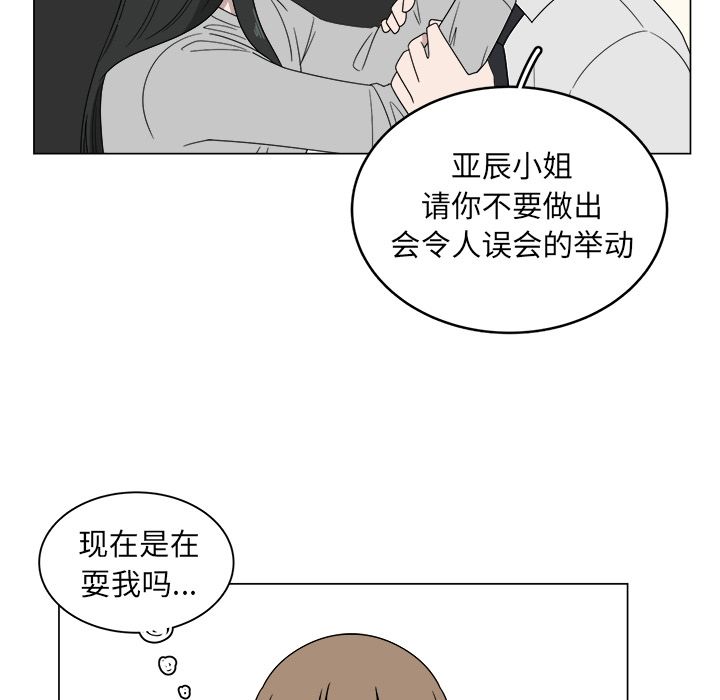 亚辰小姐
请你不要做出
会令人误会的举动
现在是在
耍我吗...